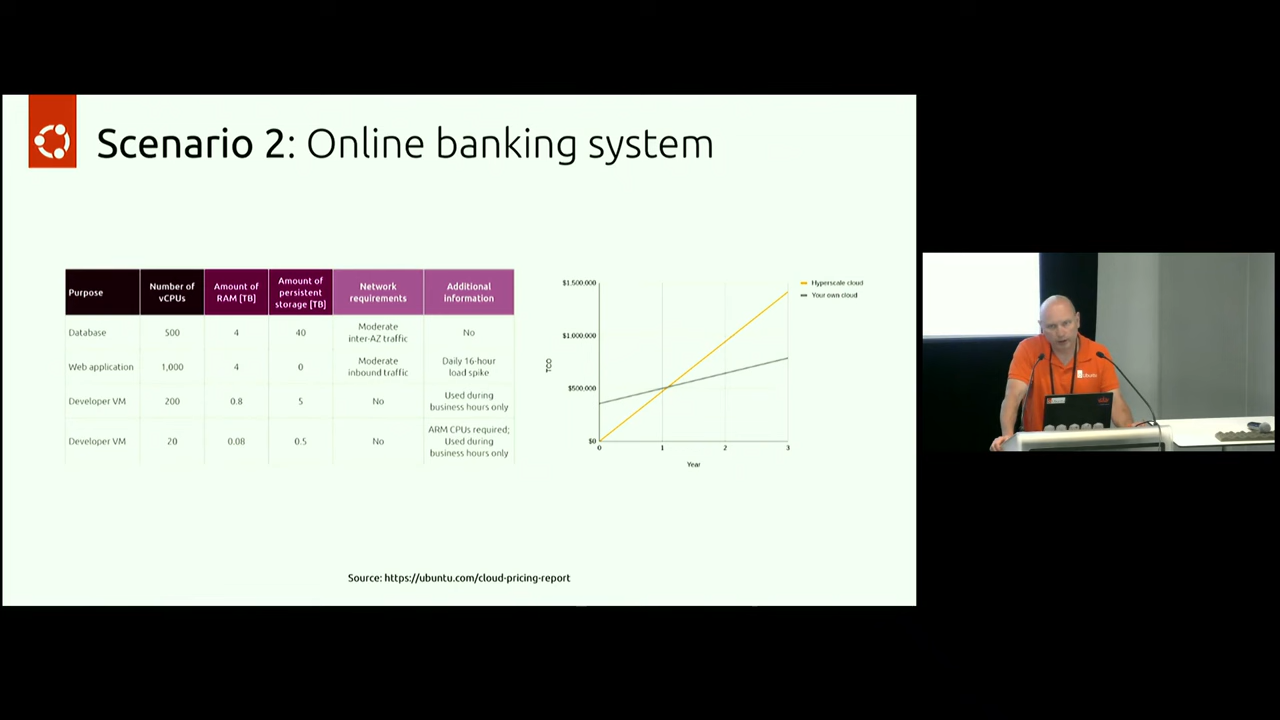 Scenario 2: Online banking system
Purpose
Number of
vCPUs
Amount of
RAM [TB]
Amount of
persistent
storage [TB]
Network
requirements
Additional
information
Database
500
4
40
Moderate
inter-AZ traffic
No
Web application
1,000
4
0
Moderate
inbound traffic
Daily 16-hour
load spike
Developer VM
200
0.8
5
No
Used during
business hours only
Developer VM
20
0.08
0.5
No
ARM CPUs required;
Used during
business hours only
TCO
$1.500.000
$1.000.000
$500.000
$0
0
1
2
3
Year
Hyperscale cloud
Your own cloud
Source: https://ubuntu.com/cloud-pricing-report
Ubuntu